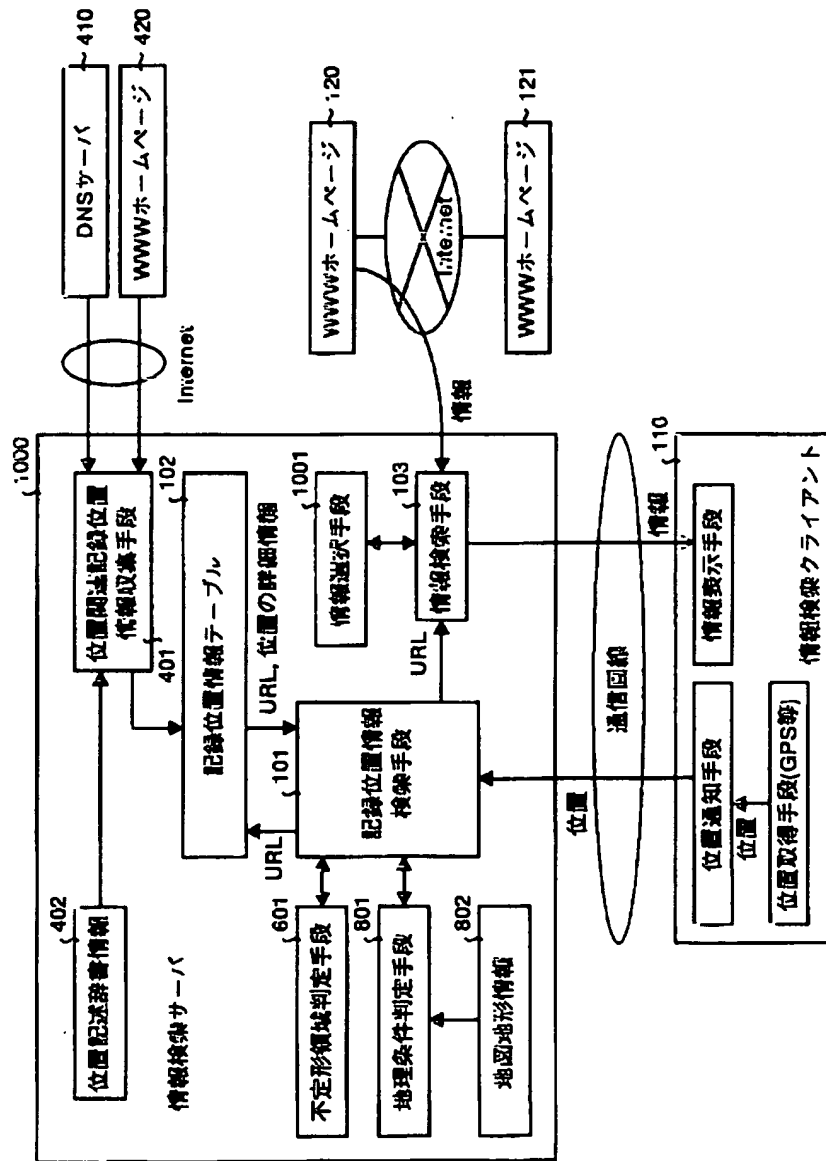 1000
402
位置記述辞書情報
情報検索サーバ
位置関連記録位置
情報収集手段
401
102
記録位置情報テーブル
URL
URL, 位置の詳細情報
101
記録位置情報
検索手段
601
不定形領域判定手段
801
地理条件判定手段
802
地図地形情報
1001
情報選択手段
103
情報検索手段
URL
DNSサーバ
410
WWWホームページ
420
Internet
WWWホームページ
120
Internet
WWWホームページ
121
情報
通信回線
位置
情報
110
位置通知手段
位置
位置取得手段(GPS等)
情報表示手段
情報検索クライアント